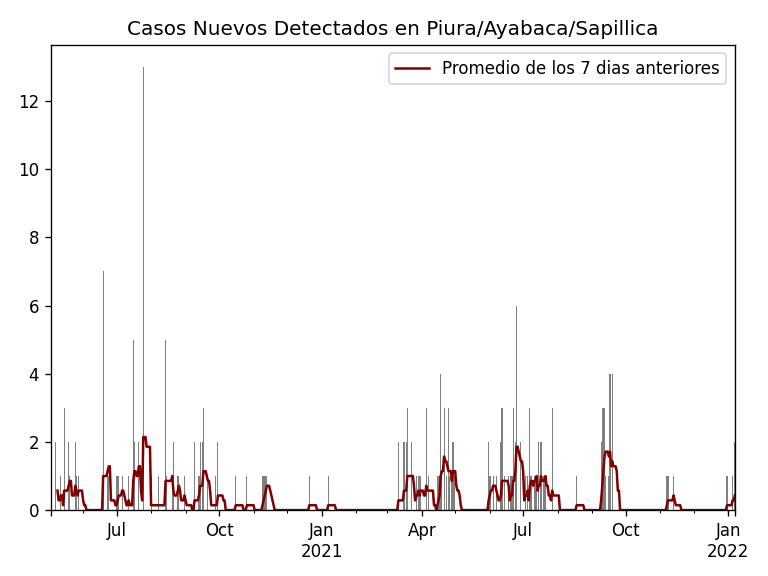 Casos Nuevos Detectados en Piura/Ayabaca/Sapillica
Promedio de los 7 dias anteriores
12
10
8
6
4
2
0
Jul Oct Jan Apr Jul Oct Jan
2021 2022